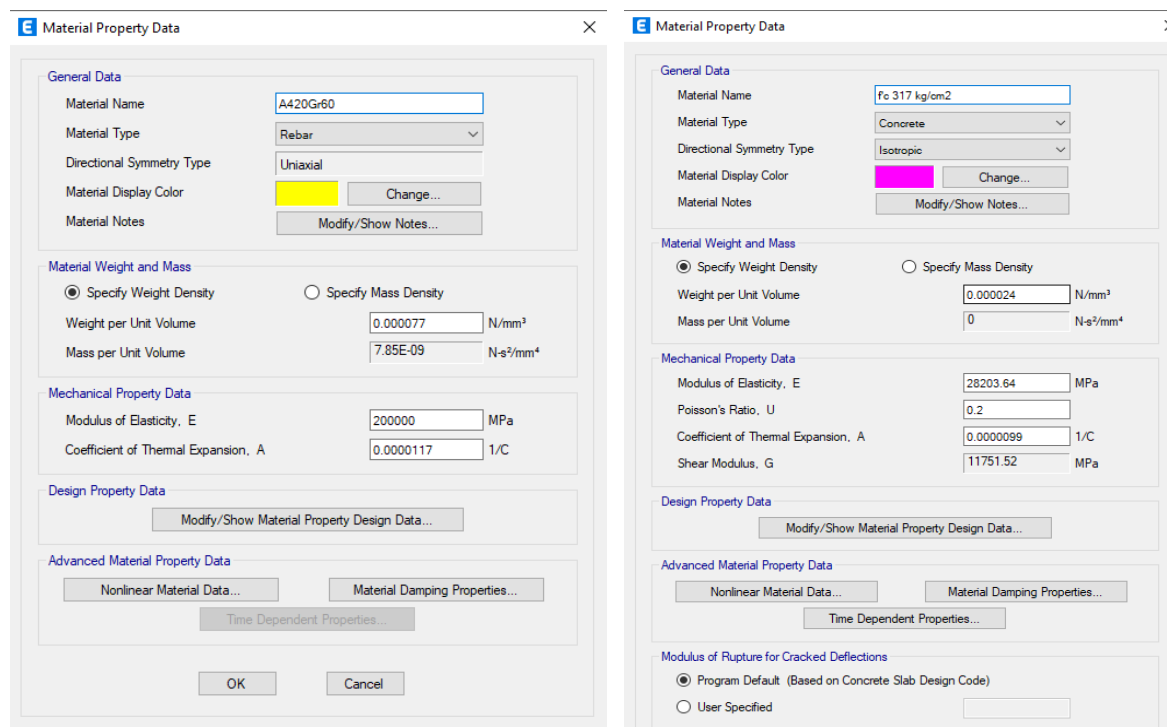 E Material Property Data
General Data
Material Name A420Gr60
Material Type Rebar
Directional Symmetry Type Uniaxial
Material Display Color Change...
Material Notes Modify/Show Notes...
Material Weight and Mass
Specify Weight Density Specify Mass Density
Weight per Unit Volume 0.000077 N/mm³
Mass per Unit Volume 7.85E-09 N-s²/mm⁴
Mechanical Property Data
Modulus of Elasticity, E 200000 MPa
Coefficient of Thermal Expansion, A 0.0000117 1/C
Design Property Data
Modify/Show Material Property Design Data...
Advanced Material Property Data
Nonlinear Material Data... Material Damping Properties...
Time Dependent Properties...
OK Cancel
E Material Property Data
General Data
Material Name f'c 317 kg/cm2
Material Type Concrete
Directional Symmetry Type Isotropic
Material Display Color Change...
Material Notes Modify/Show Notes...
Material Weight and Mass
Specify Weight Density Specify Mass Density
Weight per Unit Volume 0.000024 N/mm³
Mass per Unit Volume 0 N-s²/mm⁴
Mechanical Property Data
Modulus of Elasticity, E 28203.64 MPa
Poisson's Ratio, U 0.2
Coefficient of Thermal Expansion, A 0.0000099 1/C
Shear Modulus, G 11751.52 MPa
Design Property Data
Modify/Show Material Property Design Data...
Advanced Material Property Data
Nonlinear Material Data... Material Damping Properties...
Time Dependent Properties...
Modulus of Rupture for Cracked Deflections
Program Default (Based on Concrete Slab Design Code)
User Specified